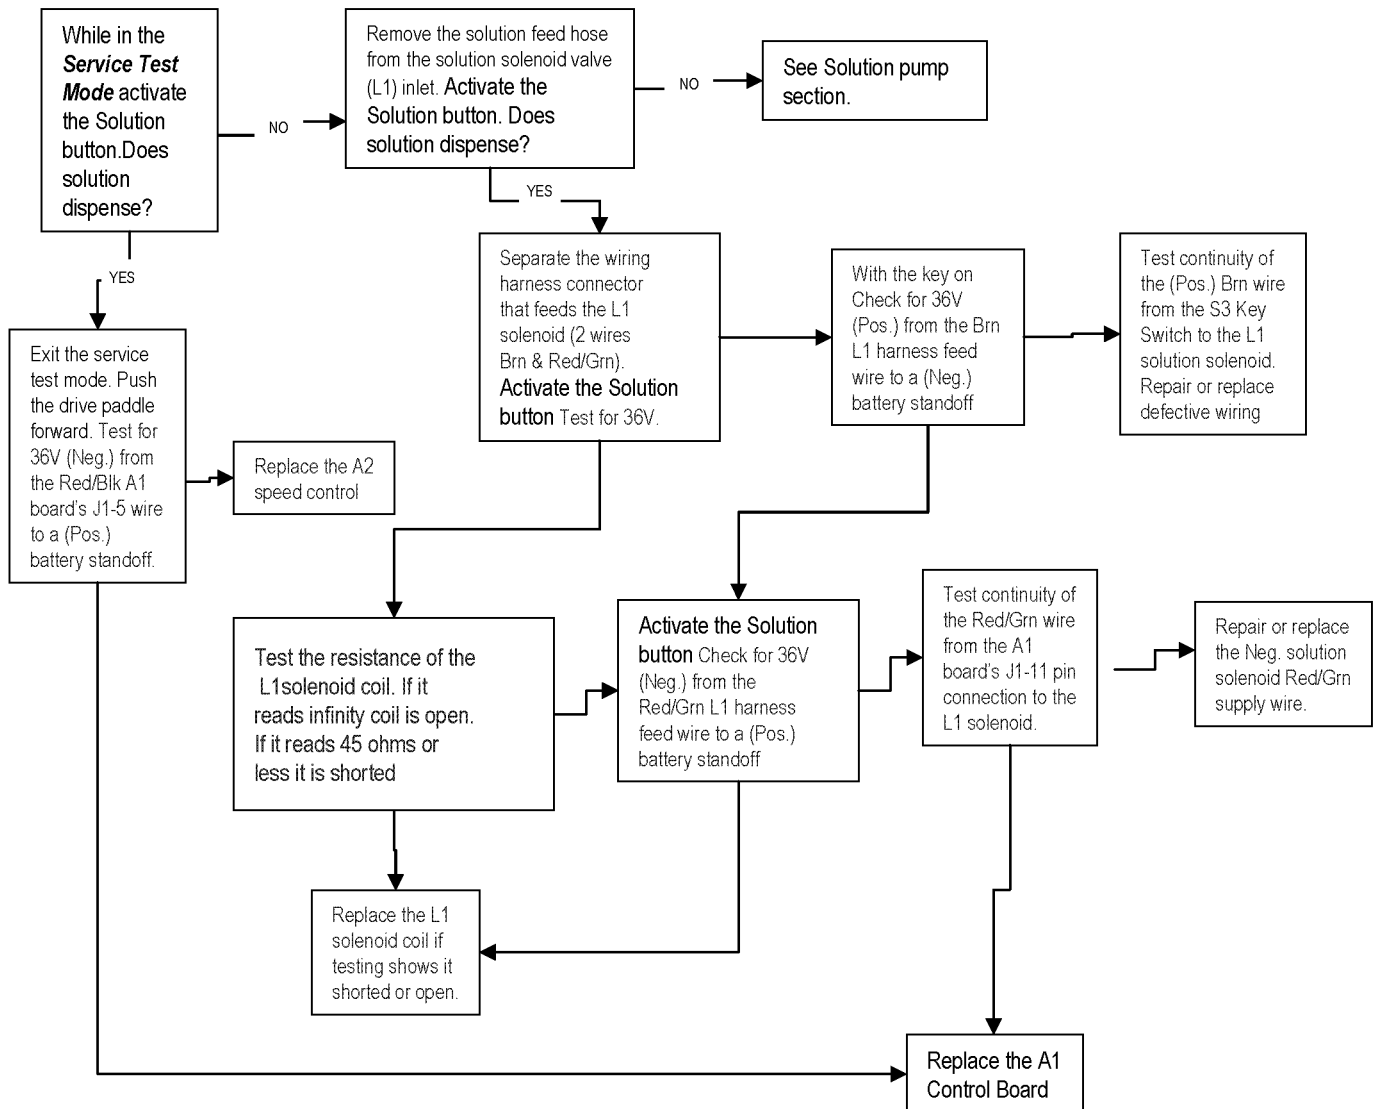 While in the
Service Test
Mode activate
the Solution
button.Does
solution
dispense?
NO
Remove the solution feed hose
from the solution solenoid valve
(L1) inlet. Activate the
Solution button. Does
solution dispense?
NO
See Solution pump
section.
YES
YES
Separate the wiring
harness connector
that feeds the L1
solenoid (2 wires
Brn & Red/Grn).
Activate the Solution
button Test for 36V.
With the key on
Check for 36V
(Pos.) from the Brn
L1 harness feed
wire to a (Neg.)
battery standoff
Test continuity of
the (Pos.) Brn wire
from the S3 Key
Switch to the L1
solution solenoid.
Repair or replace
defective wiring
Exit the service
test mode. Push
the drive paddle
forward. Test for
36V (Neg.) from
the Red/Blk A1
board's J1-5 wire
to a (Pos.)
battery standoff.
Replace the A2
speed control
Test the resistance of the
L1solenoid coil. If it
reads infinity coil is open.
If it reads 45 ohms or
less it is shorted
Activate the Solution
button Check for 36V
(Neg.) from the
Red/Grn L1 harness
feed wire to a (Pos.)
battery standoff
Test continuity of
the Red/Grn wire
from the A1
board's J1-11 pin
connection to the
L1 solenoid.
Repair or replace
the Neg. solution
solenoid Red/Grn
supply wire.
Replace the L1
solenoid coil if
testing shows it
shorted or open.
Replace the A1
Control Board